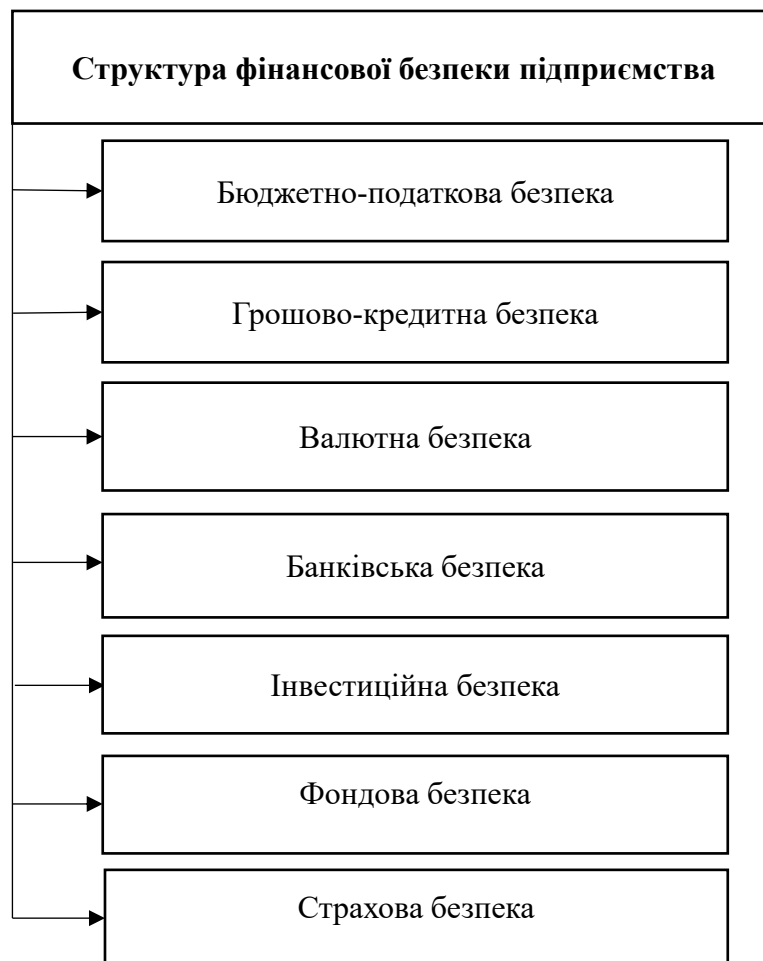 Структура фінансової безпеки підприємства
Бюджетно-податкова безпека
Грошово-кредитна безпека
Валютна безпека
Банківська безпека
Інвестиційна безпека
Фондова безпека
Страхова безпека